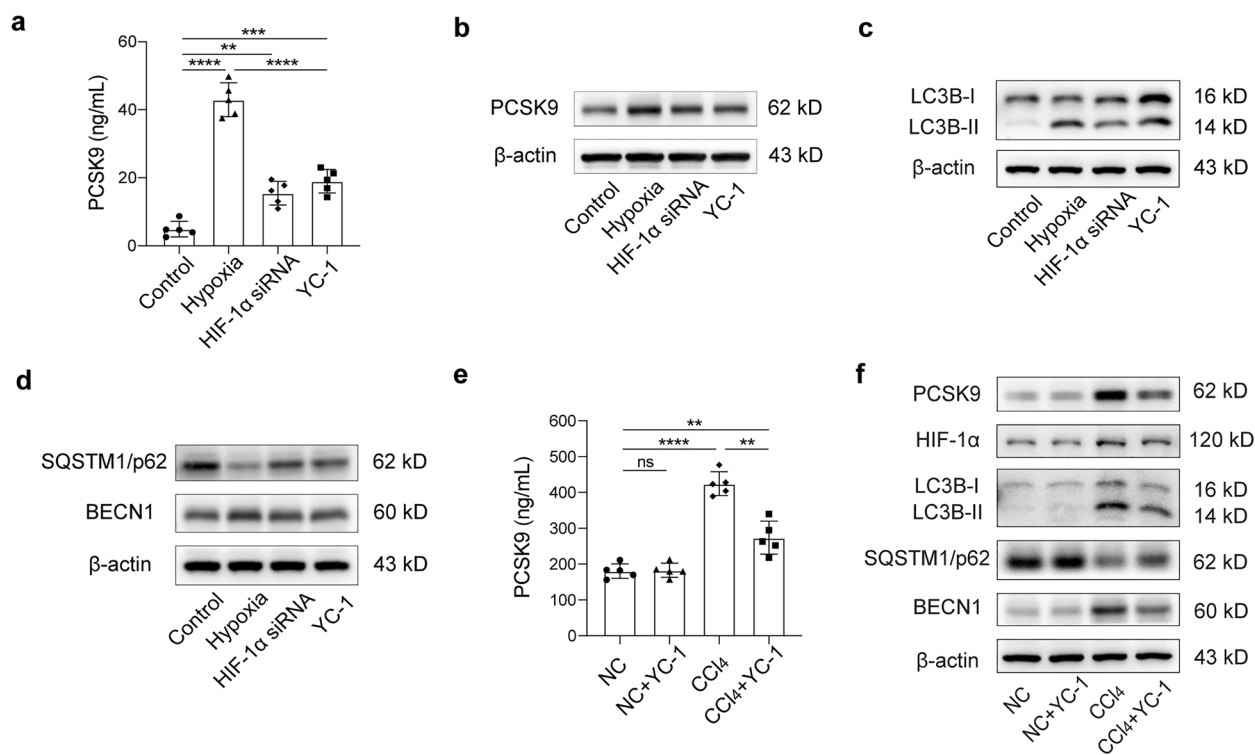 a
***
**
****
****
60
40
20
0
PCSK9 (ng/mL)
Control
Hypoxia
HIF-1α siRNA
YC-1
b
PCSK9
62 kD
β-actin
43 kD
Control
Hypoxia
HIF-1α siRNA
YC-1
c
LC3B-I
16 kD
LC3B-II
14 kD
β-actin
43 kD
Control
Hypoxia
HIF-1α siRNA
YC-1
d
SQSTM1/p62
62 kD
BECN1
60 kD
β-actin
43 kD
Control
Hypoxia
HIF-1α siRNA
YC-1
e
**
****
**
ns
600
500
400
300
200
100
0
PCSK9 (ng/mL)
NC
NC+YC-1
CCl₄
CCl₄+YC-1
f
PCSK9
62 kD
HIF-1α
120 kD
LC3B-I
16 kD
LC3B-II
14 kD
SQSTM1/p62
62 kD
BECN1
60 kD
β-actin
43 kD
NC
NC+YC-1
CCl₄
CCl₄+YC-1